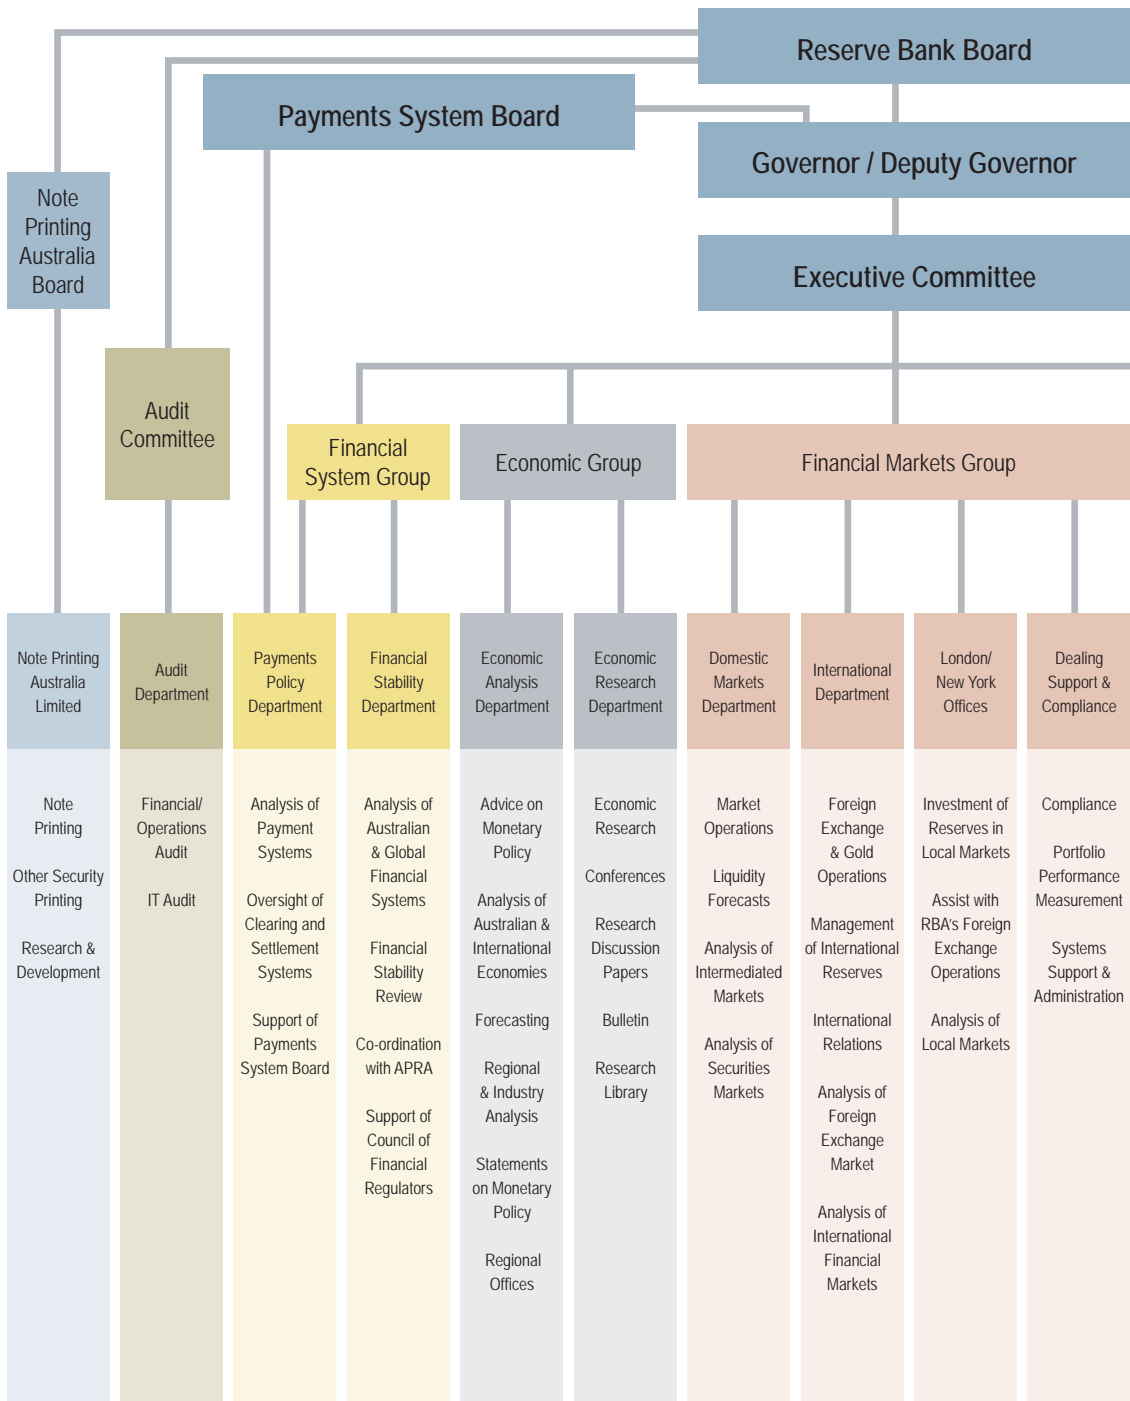 Reserve Bank Board
Payments System Board
Governor / Deputy Governor
Note
Printing
Australia
Board
Executive Committee
Audit
Committee
Financial
System Group
Economic Group
Financial Markets Group
Note Printing
Australia
Limited
Audit
Department
Payments
Policy
Department
Financial
Stability
Department
Economic
Analysis
Department
Economic
Research
Department
Domestic
Markets
Department
International
Department
London/
New York
Offices
Dealing
Support &
Compliance
Note
Printing
Other Security
Printing
Research &
Development
Financial/
Operations
Audit
IT Audit
Analysis of
Payment
Systems
Oversight of
Clearing and
Settlement
Systems
Support of
Payments
System Board
Analysis of
Australian
& Global
Financial
Systems
Financial
Stability
Review
Co-ordination
with APRA
Support of
Council of
Financial
Regulators
Advice on
Monetary
Policy
Analysis of
Australian &
International
Economies
Forecasting
Regional
& Industry
Analysis
Statements
on Monetary
Policy
Regional
Offices
Economic
Research
Conferences
Research
Discussion
Papers
Bulletin
Research
Library
Market
Operations
Liquidity
Forecasts
Analysis of
Intermediated
Markets
Analysis of
Securities
Markets
Foreign
Exchange
& Gold
Operations
Management
of International
Reserves
International
Relations
Analysis of
Foreign
Exchange
Market
Analysis of
International
Financial
Markets
Investment of
Reserves in
Local Markets
Assist with
RBA's Foreign
Exchange
Operations
Analysis of
Local Markets
Compliance
Portfolio
Performance
Measurement
Systems
Support &
Administration